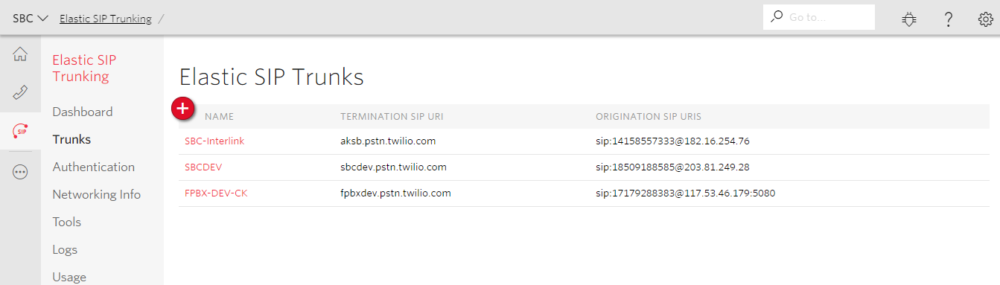 SBC Elastic SIP Trunking / Go to...
SIP
Elastic SIP
Trunking
Dashboard
Trunks
Authentication
Networking Info
Tools
Logs
Usage
Elastic SIP Trunks
NAME TERMINATION SIP URI ORIGINATION SIP URIS
SBC-Interlink aksb.pstn.twilio.com sip:14158557333@182.16.254.76
SBCDEV sbcdev.pstn.twilio.com sip:18509188585@203.81.249.28
FPBX-DEV-CK fpbxdev.pstn.twilio.com sip:17179288383@117.53.46.179:5080